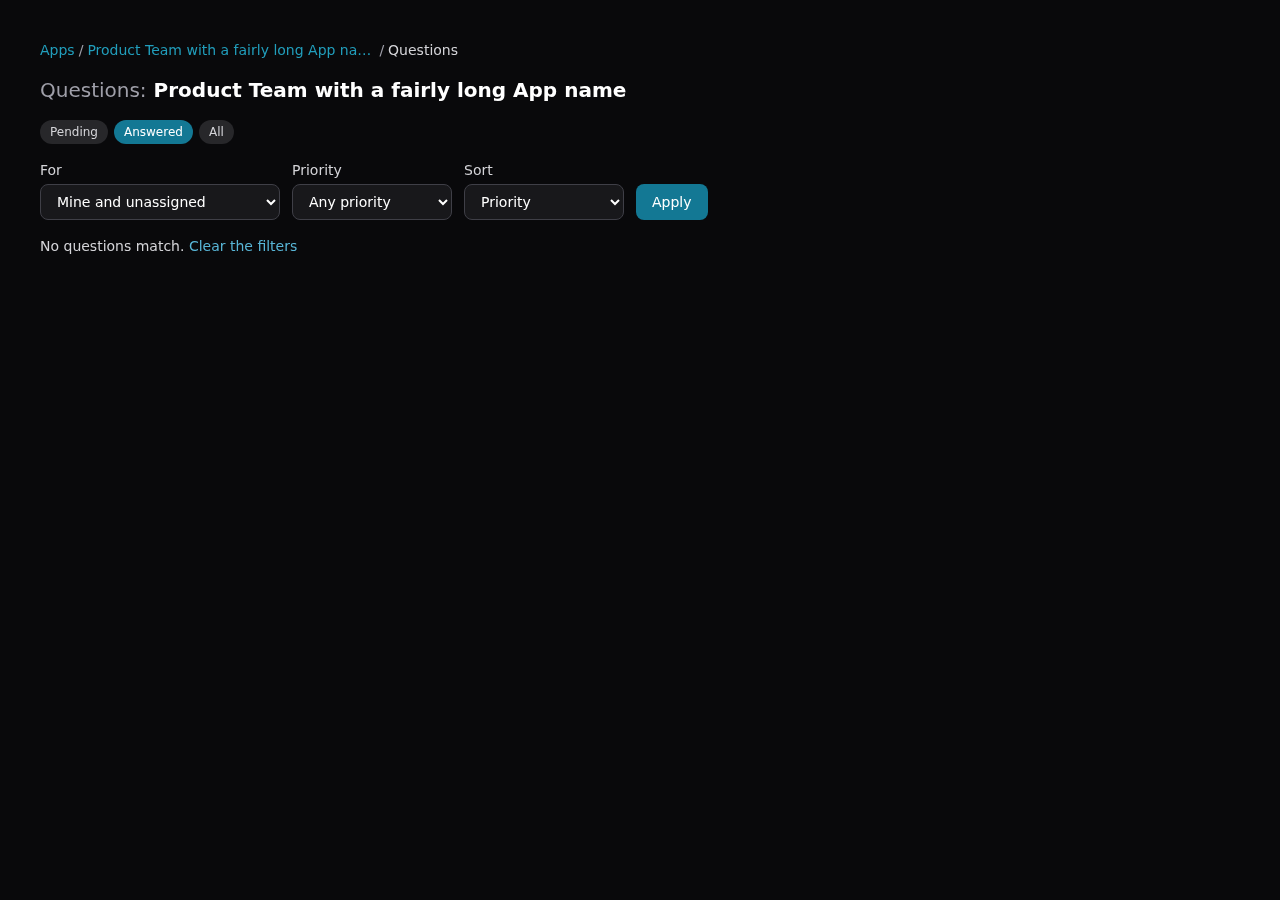 Apps / Product Team with a fairly long App na… / Questions
Questions: Product Team with a fairly long App name
Pending Answered All
For Priority Sort
Mine and unassigned Any priority Priority Apply
No questions match. Clear the filters